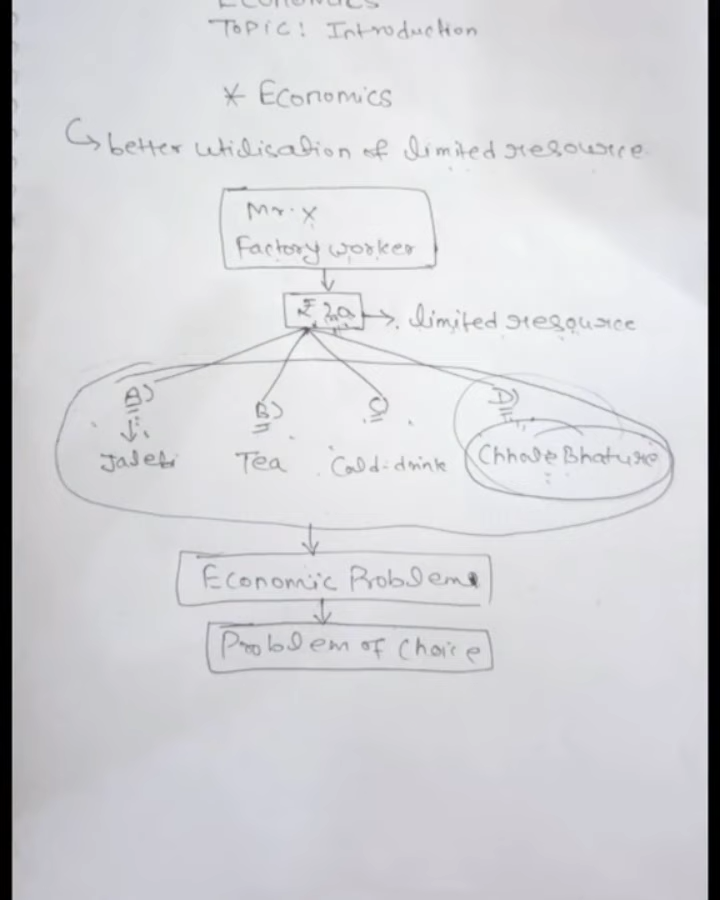 Economics
Topic: Introduction
* Economics
↳ better utilisation of limited resource
Mr. X
Factory worker
₹ 20 → limited resource
A) B) C) D)
Jalebi Tea Cold-drink Chhole Bhature
Economic Problem
Problem of Choice